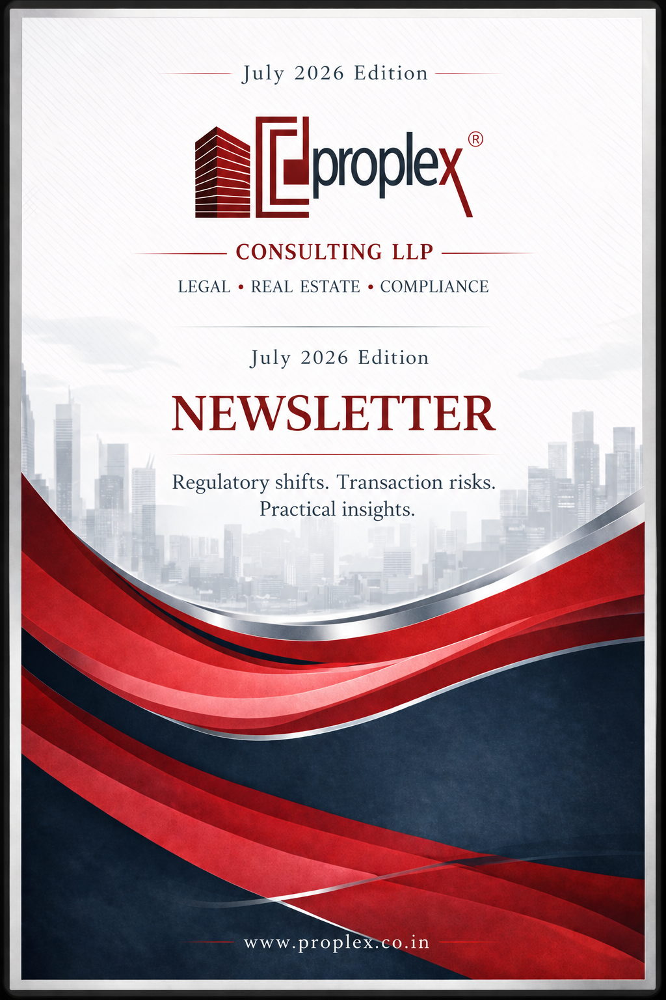 July 2026 Edition
proplex®
CONSULTING LLP
LEGAL • REAL ESTATE • COMPLIANCE
July 2026 Edition
NEWSLETTER
Regulatory shifts. Transaction risks.
Practical insights.
www.proplex.co.in